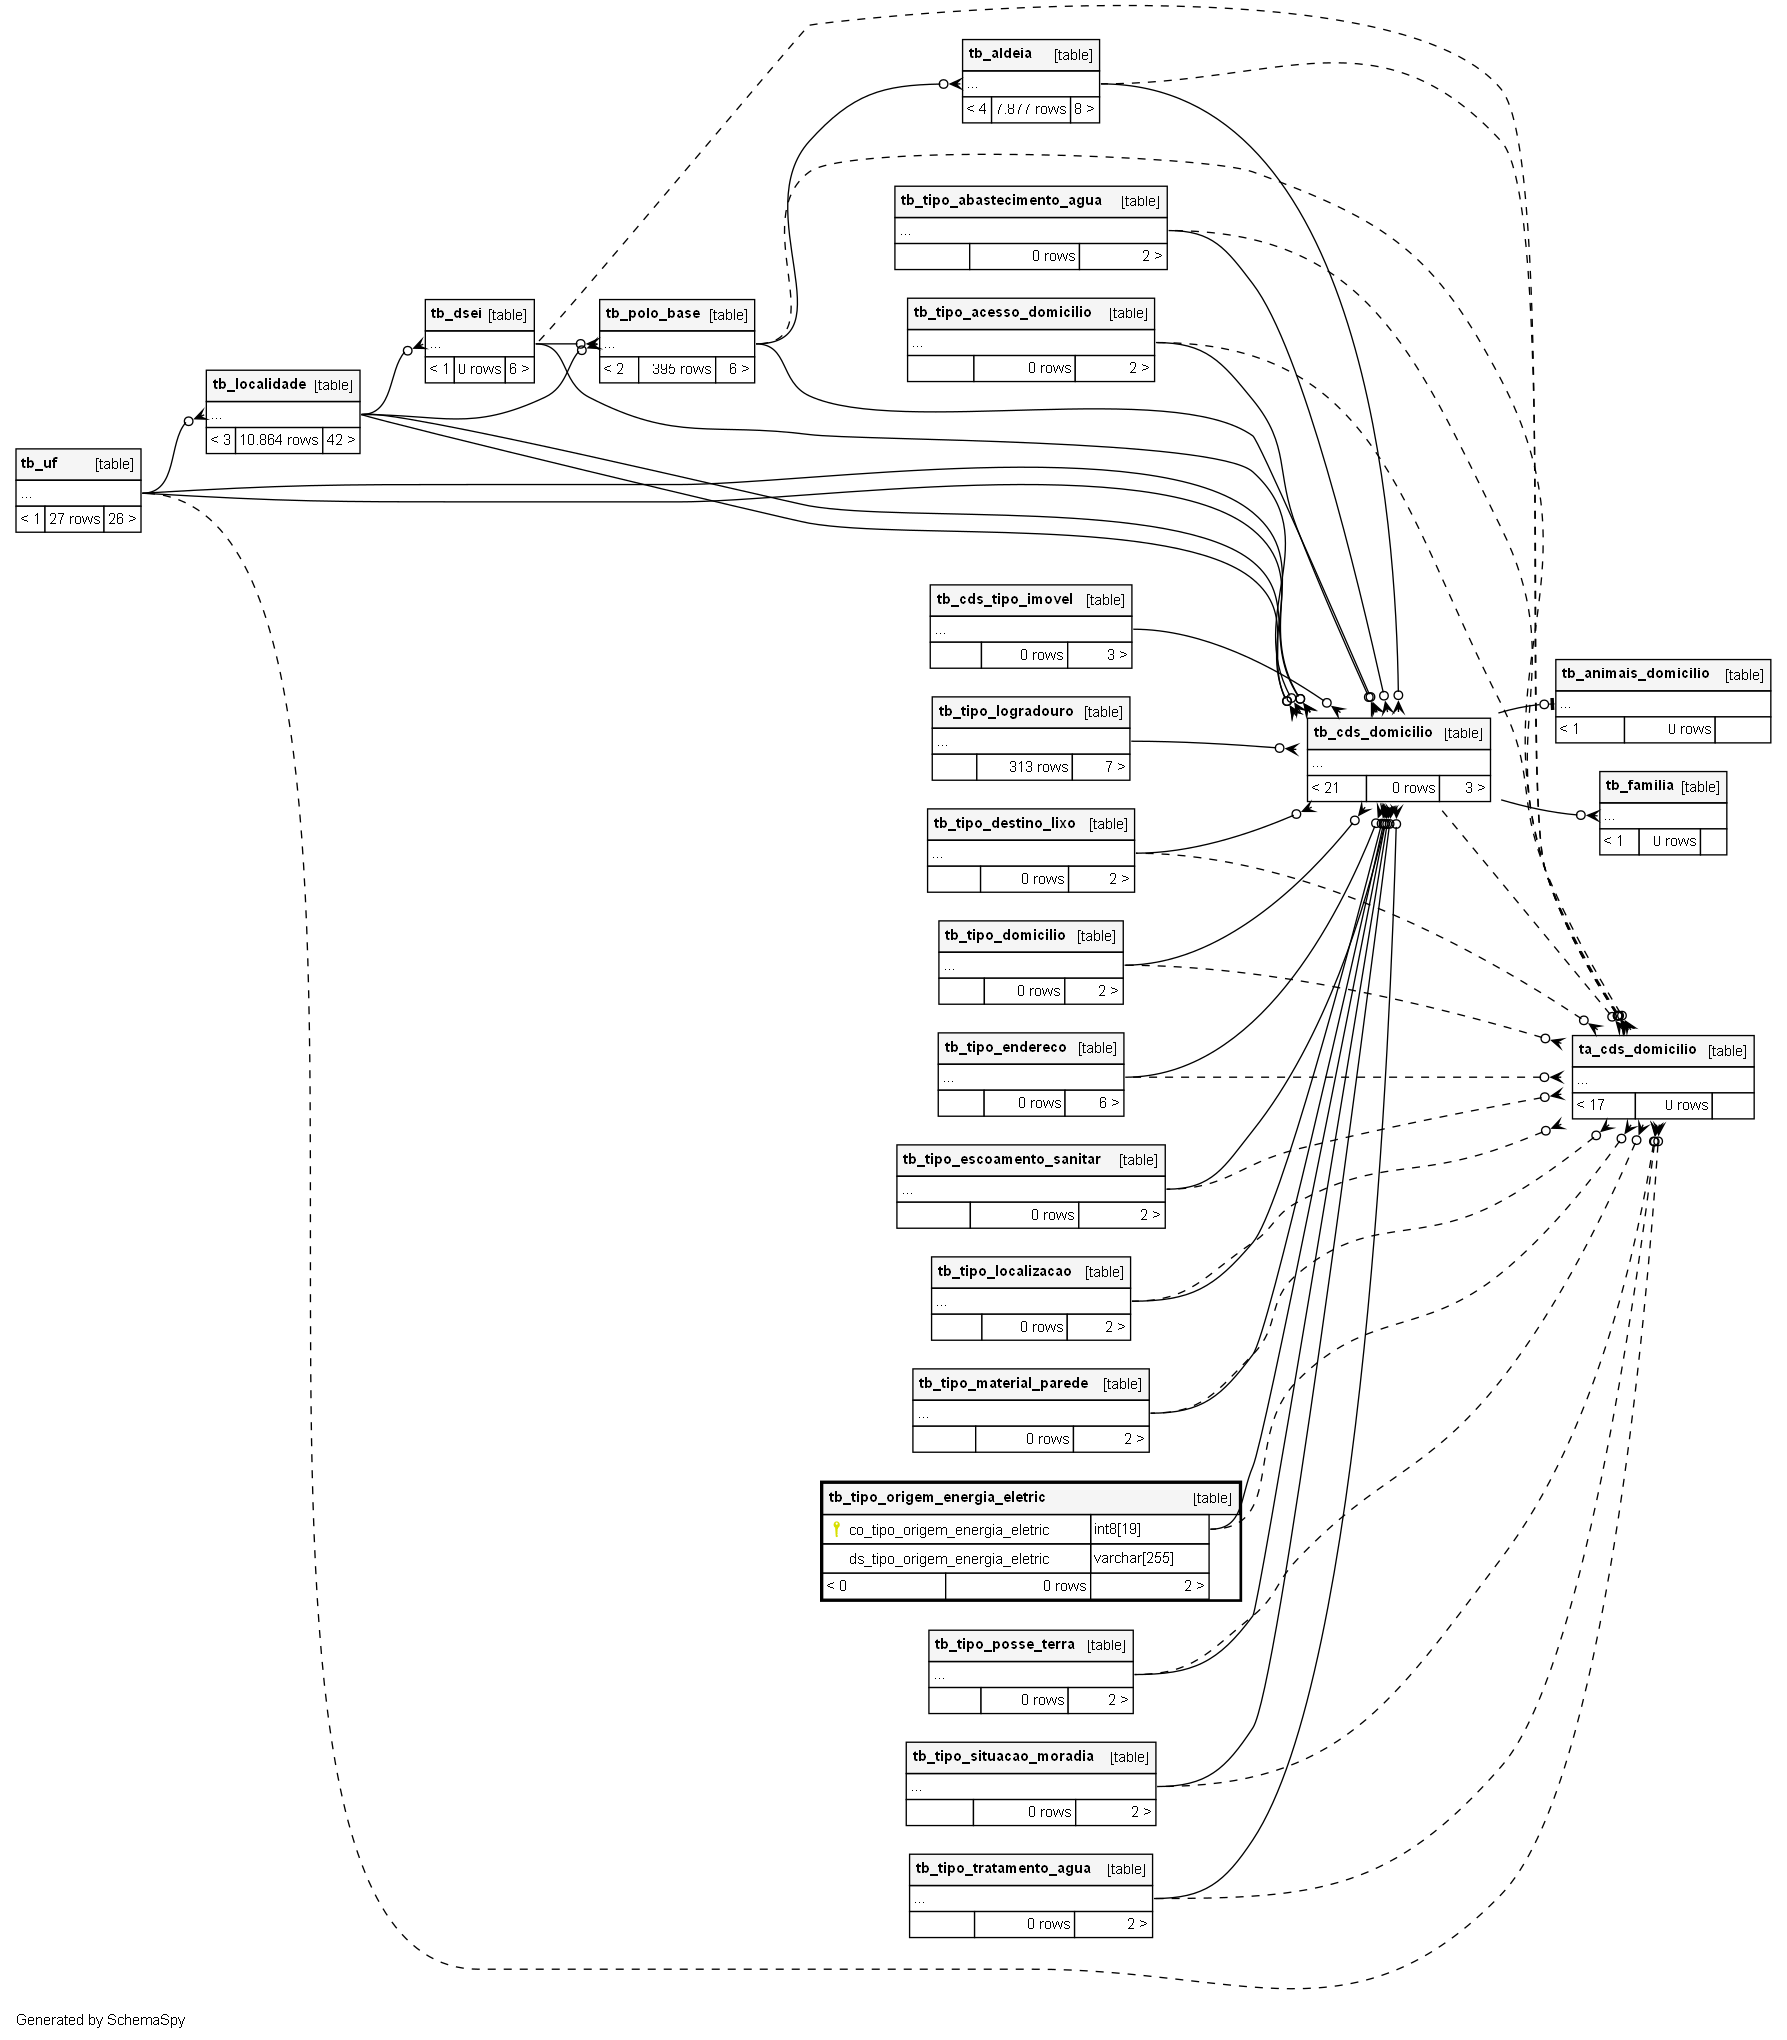 tb_aldeia [table]
...
< 4 7.877 rows 8 >
tb_tipo_abastecimento_agua [table]
...
0 rows 2 >
tb_tipo_acesso_domicilio [table]
...
0 rows 2 >
tb_dsei [table]
...
< 1 0 rows 6 >
tb_polo_base [table]
...
< 2 395 rows 6 >
tb_localidade [table]
...
< 3 10.864 rows 42 >
tb_uf [table]
...
< 1 27 rows 26 >
tb_cds_tipo_imovel [table]
...
0 rows 3 >
tb_tipo_logradouro [table]
...
313 rows 7 >
tb_cds_domicilio [table]
...
< 21 0 rows 3 >
tb_animais_domicilio [table]
...
< 1 0 rows
tb_familia [table]
...
< 1 0 rows
tb_tipo_destino_lixo [table]
...
0 rows 2 >
tb_tipo_domicilio [table]
...
0 rows 2 >
tb_tipo_endereco [table]
...
0 rows 6 >
ta_cds_domicilio [table]
...
< 17 0 rows
tb_tipo_escoamento_sanitar [table]
...
0 rows 2 >
tb_tipo_localizacao [table]
...
0 rows 2 >
tb_tipo_material_parede [table]
...
0 rows 2 >
tb_tipo_origem_energia_eletric [table]
co_tipo_origem_energia_eletric int8[19]
ds_tipo_origem_energia_eletric varchar[255]
< 0 0 rows 2 >
tb_tipo_posse_terra [table]
...
0 rows 2 >
tb_tipo_situacao_moradia [table]
...
0 rows 2 >
tb_tipo_tratamento_agua [table]
...
0 rows 2 >
Generated by SchemaSpy